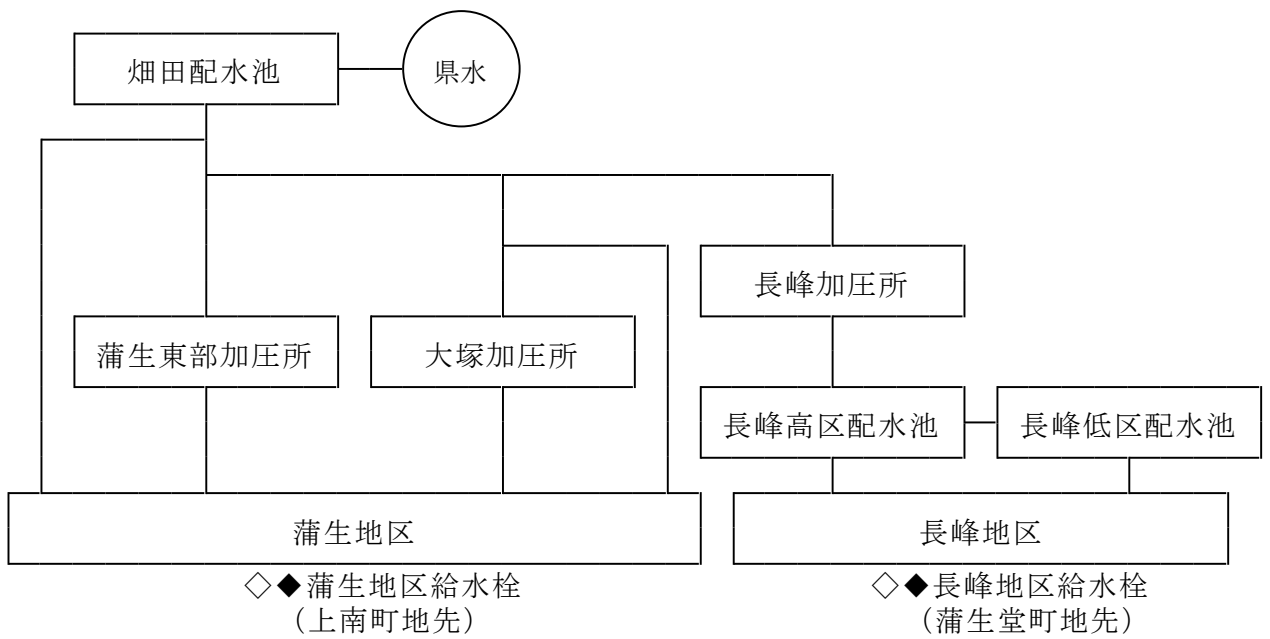 畑田配水池
県水
長峰加圧所
蒲生東部加圧所
大塚加圧所
長峰高区配水池
長峰低区配水池
蒲生地区
長峰地区
◇◆蒲生地区給水栓
(上南町地先)
◇◆長峰地区給水栓
(蒲生堂町地先)